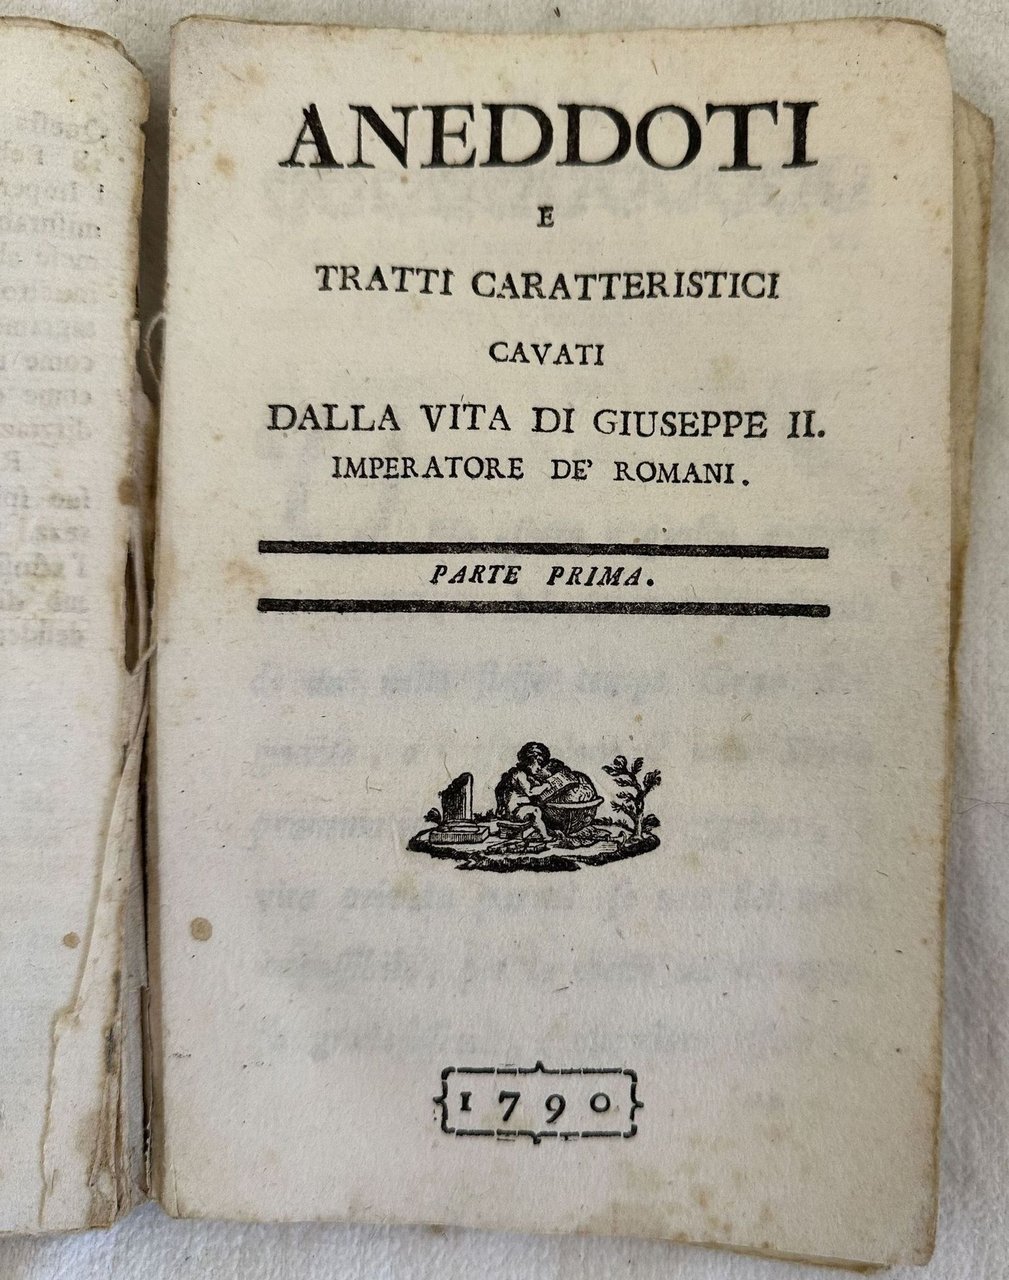 ANEDDOTI
E
TRATTI CARATTERISTICI
CAVATI
DALLA VITA DI GIUSEPPE II.
IMPERATORE DE' ROMANI.
PARTE PRIMA.
1790